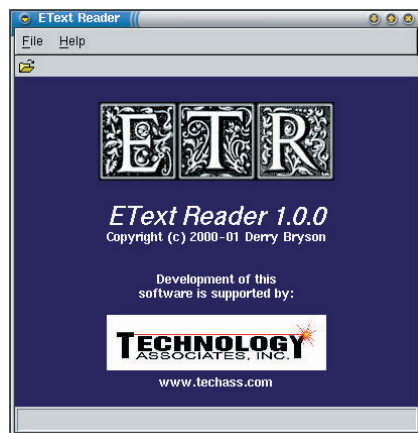 EText Reader
File Help
ETR
EText Reader 1.0.0
Copyright (c) 2000-01 Derry Bryson
Development of this
software is supported by:
TECHNOLOGY
ASSOCIATES, INC.
www.techass.com